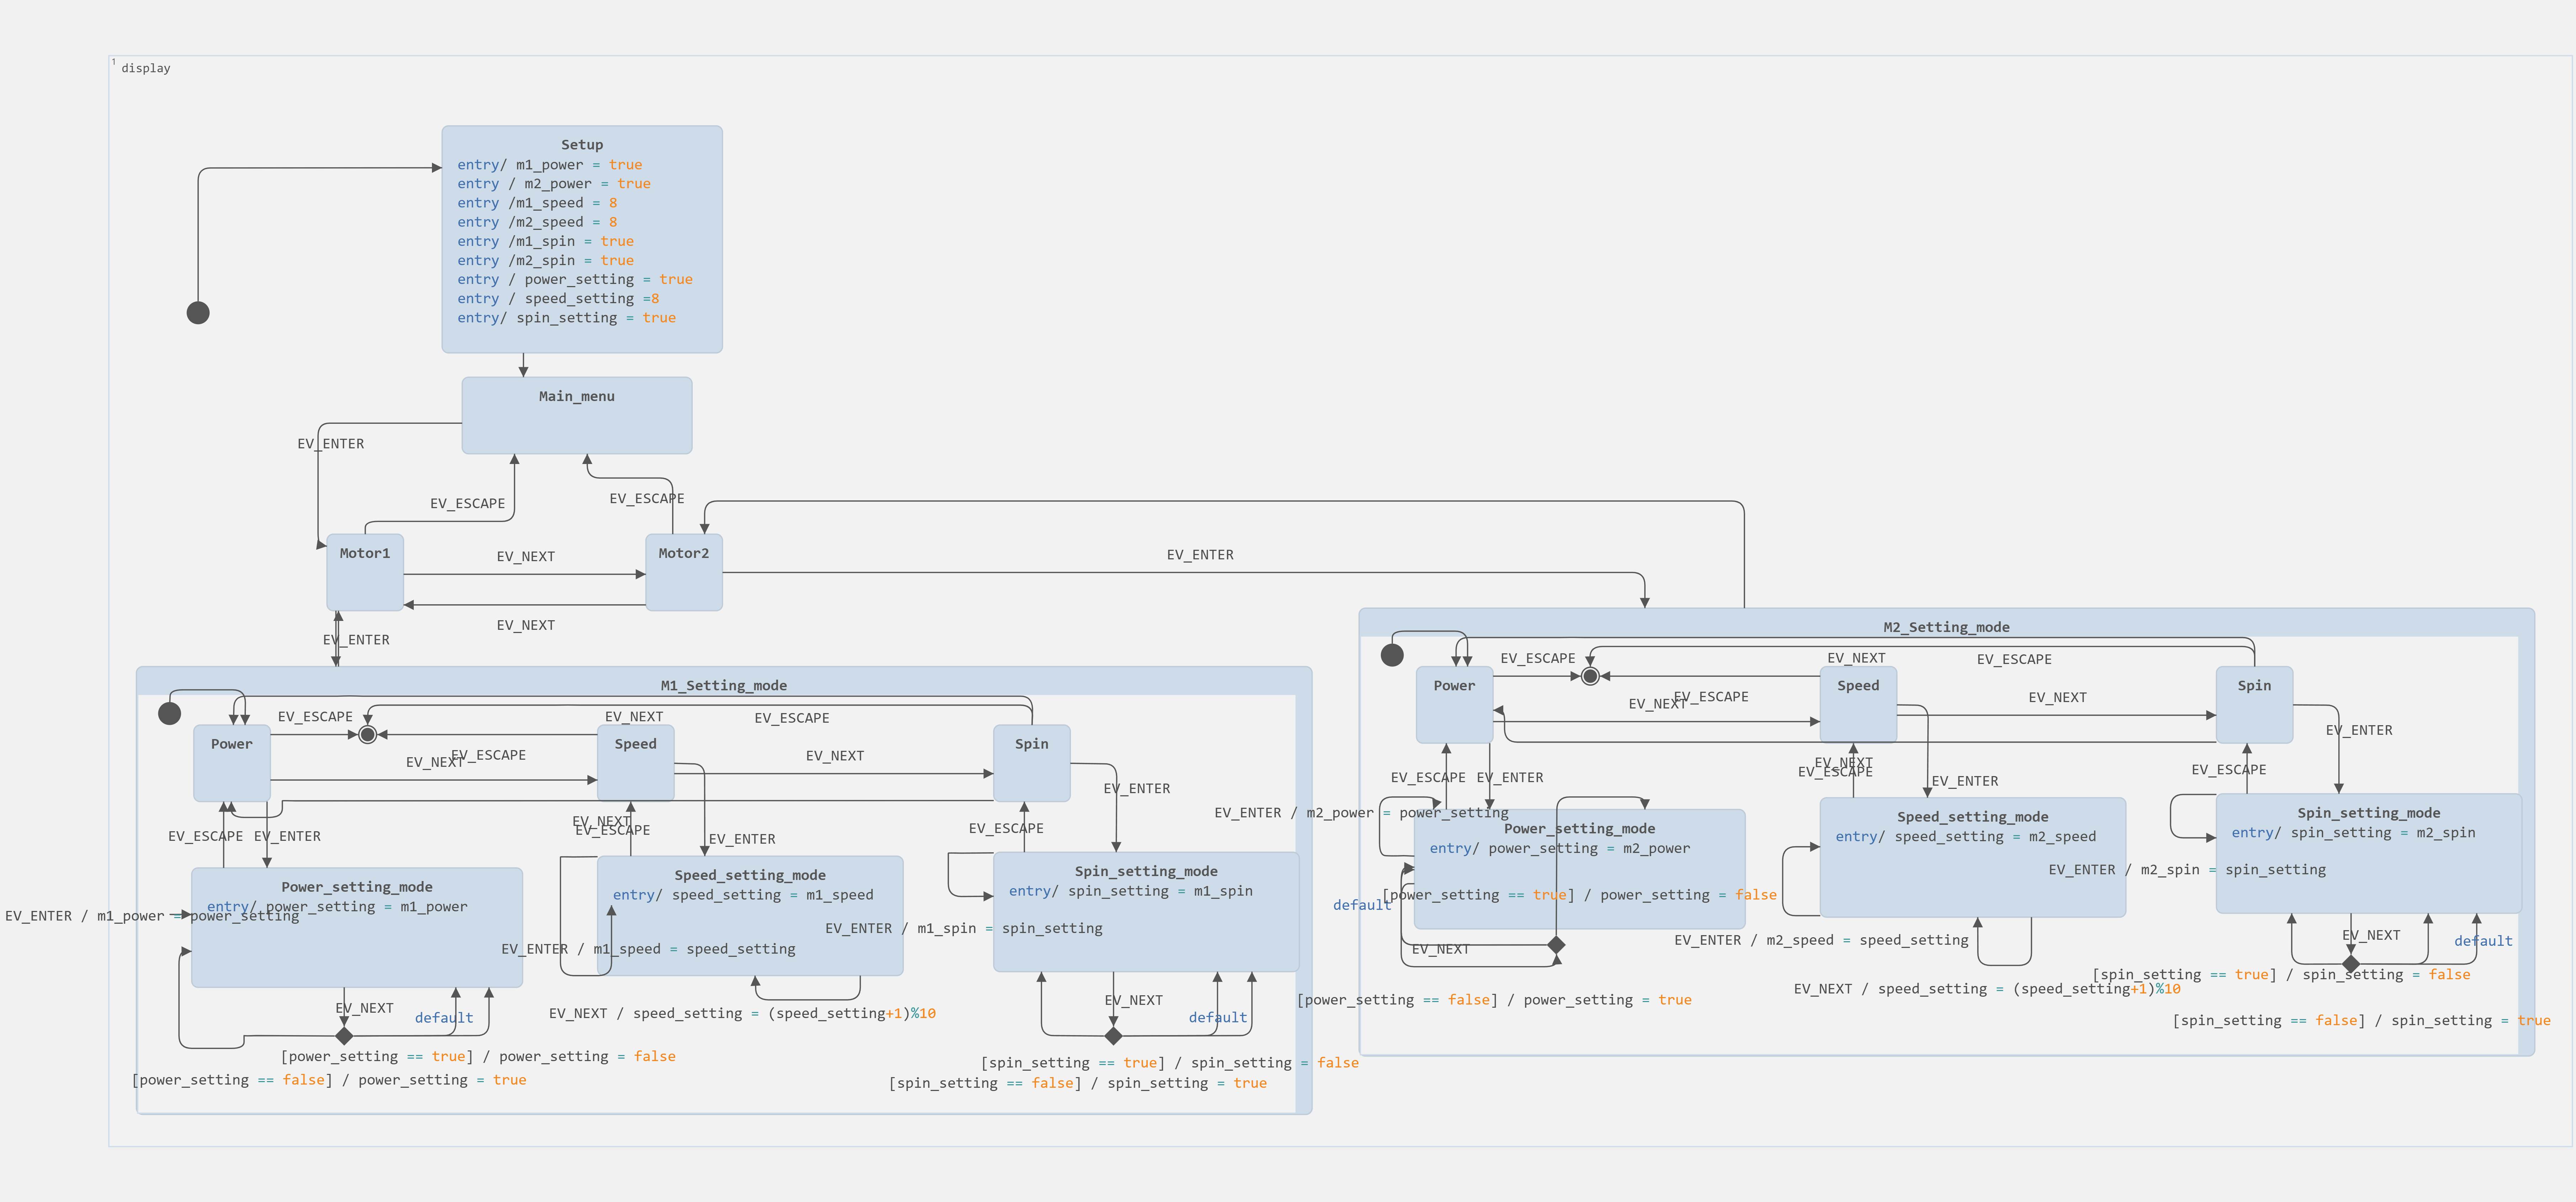 1
display
Setup
entry/ m1_power = true
entry / m2_power = true
entry /m1_speed = 8
entry /m2_speed = 8
entry /m1_spin = true
entry /m2_spin = true
entry / power_setting = true
entry / speed_setting =8
entry/ spin_setting = true
Main_menu
EV_ENTER
EV_ESCAPE
EV_ESCAPE
Motor1
EV_NEXT
Motor2
EV_ENTER
EV_NEXT
EV_ENTER
M1_Setting_mode
EV_ESCAPE
EV_NEXT
EV_ESCAPE
Power
Speed
Spin
EV_NEXT
EV_ESCAPE
EV_NEXT
EV_ENTER
EV_ESCAPE
EV_ENTER
EV_NEXT
EV_ESCAPE
EV_ENTER
EV_ESCAPE
Power_setting_mode
entry/ power_setting = m1_power
EV_ENTER / m1_power = power_setting
Speed_setting_mode
entry/ speed_setting = m1_speed
EV_ENTER / m1_speed = speed_setting
Spin_setting_mode
entry/ spin_setting = m1_spin
EV_ENTER / m1_spin = spin_setting
EV_NEXT
default
EV_NEXT / speed_setting = (speed_setting+1)%10
EV_NEXT
default
[power_setting == true] / power_setting = false
[power_setting == false] / power_setting = true
[spin_setting == true] / spin_setting = false
[spin_setting == false] / spin_setting = true
M2_Setting_mode
EV_ESCAPE
EV_NEXT
EV_ESCAPE
Power
Speed
Spin
EV_NEXT
EV_ESCAPE
EV_NEXT
EV_ENTER
EV_ESCAPE
EV_ENTER
EV_NEXT
EV_ESCAPE
EV_ENTER
EV_ESCAPE
EV_ENTER / m2_power = power_setting
Power_setting_mode
entry/ power_setting = m2_power
[power_setting == true] / power_setting = false
default
EV_NEXT
[power_setting == false] / power_setting = true
Speed_setting_mode
entry/ speed_setting = m2_speed
EV_ENTER / m2_speed = speed_setting
EV_NEXT / speed_setting = (speed_setting+1)%10
Spin_setting_mode
entry/ spin_setting = m2_spin
EV_ENTER / m2_spin = spin_setting
EV_NEXT
default
[spin_setting == true] / spin_setting = false
[spin_setting == false] / spin_setting = true